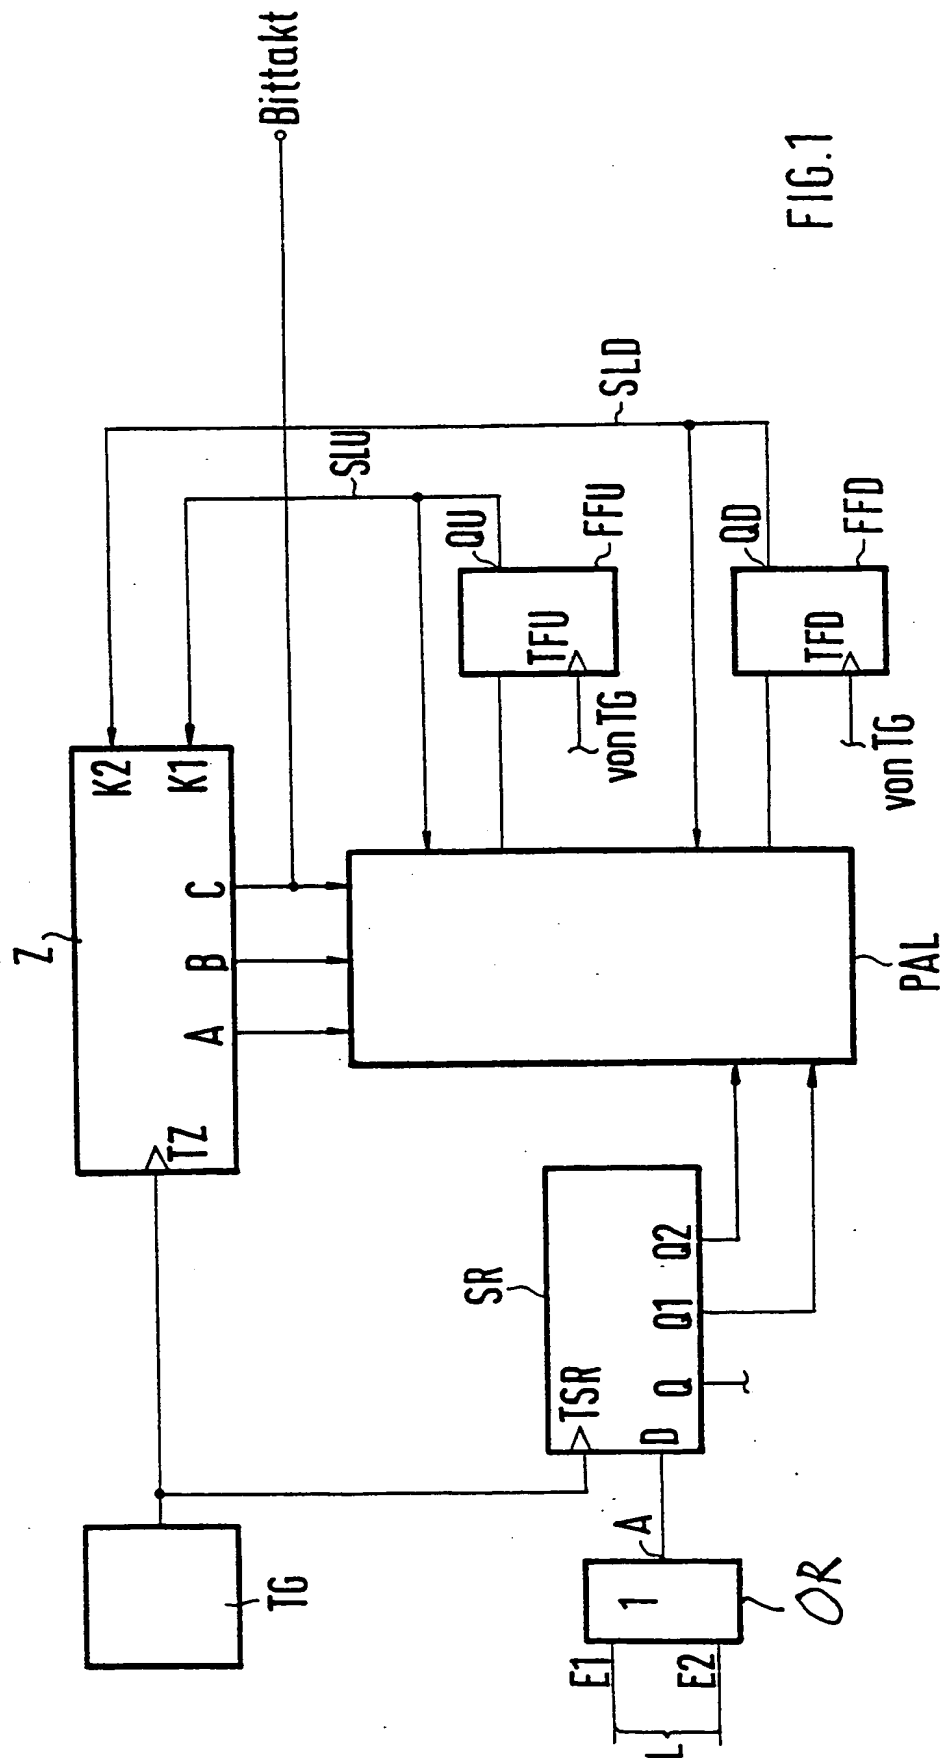 TG
Z
TZ
A
B
C
K2
K1
Bittakt
SLU
SLD
SR
TSR
D
Q
Q1
Q2
L
E1
E2
1
A
OR
PAL
QU
TFU
FFU
von TG
QD
TFD
FFD
von TG
FIG.1